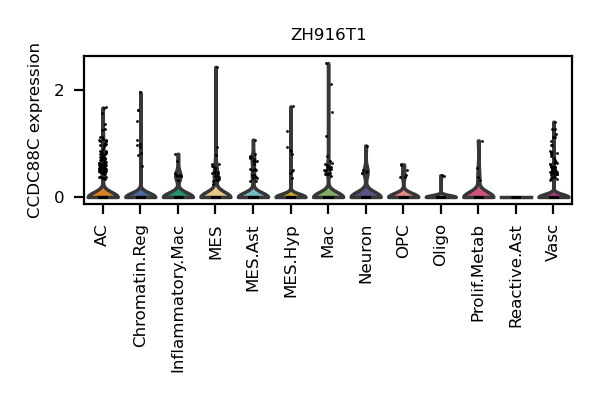 ZH916T1
CCDC88C expression
2
0
AC
Chromatin.Reg
Inflammatory.Mac
MES
MES.Ast
MES.Hyp
Mac
Neuron
OPC
Oligo
Prolif.Metab
Reactive.Ast
Vasc